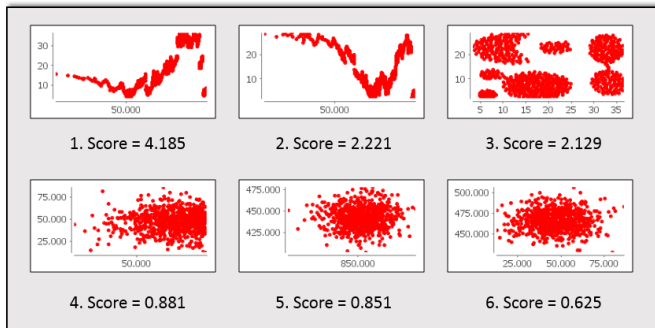 30
20
10
50.000
1. Score = 4.185
20
10
50.000
2. Score = 2.221
20
10
5 10 15 20 25 30 35
3. Score = 2.129
75.000
50.000
25.000
50.000
4. Score = 0.881
475.000
450.000
425.000
850.000
5. Score = 0.851
500.000
475.000
450.000
25.000 50.000 75.000
6. Score = 0.625